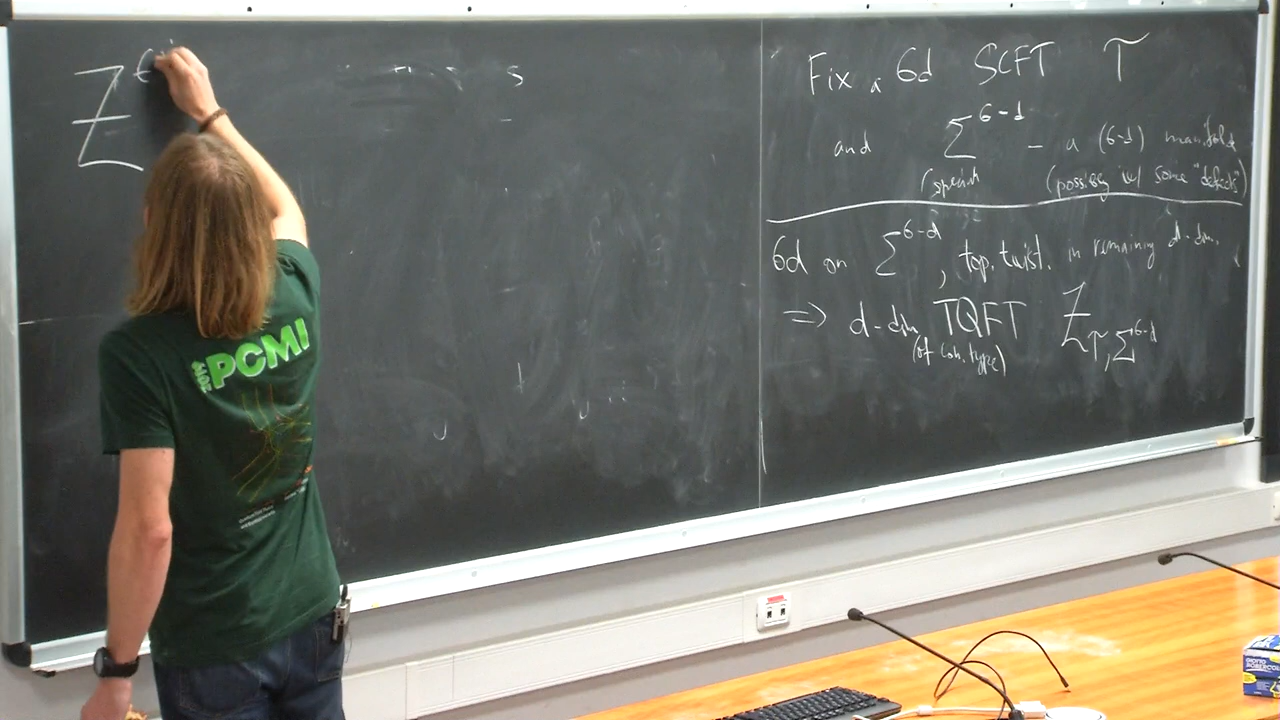 Z
Fix a 6d SCFT T
and Σ^{6-d} – a (6-d) manifold
(possibly w/ some "defects")
6d on Σ^{6-d}, top. twist. in remaining d-dim.
⇒ d-dim TQFT Z_{T, Σ^{6-d}}
(of coh. type)
PCMI